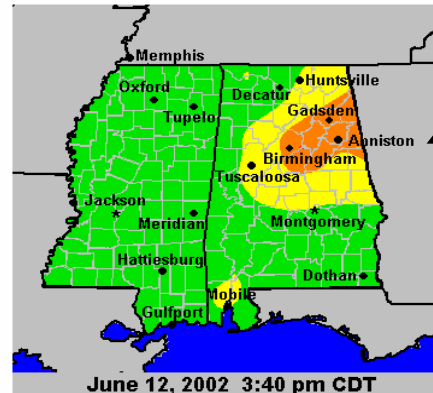 Memphis
Huntsville
Oxford
Decatur
Gadsden
Tupelo
Anniston
Birmingham
Tuscaloosa
Jackson
Meridian
Montgomery
Hattiesburg
Dothan
Mobile
Gulfport
June 12, 2002 3:40 pm CDT